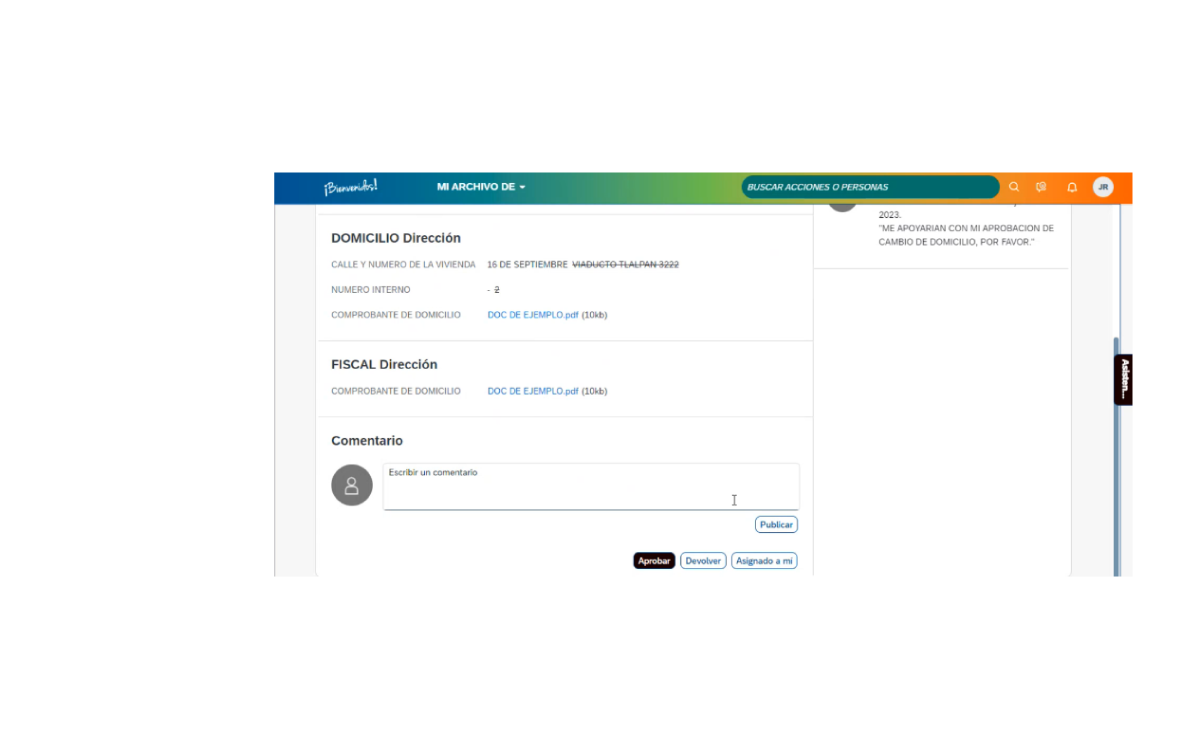 ¡Bienvenidos!
MI ARCHIVO DE
BUSCAR ACCIONES O PERSONAS
JR
2023.
"ME APOYARIAN CON MI APROBACION DE
CAMBIO DE DOMICILIO, POR FAVOR."
DOMICILIO Dirección
CALLE Y NUMERO DE LA VIVIENDA 16 DE SEPTIEMBRE VIADUCTO TLALPAN 3222
NUMERO INTERNO - 2
COMPROBANTE DE DOMICILIO DOC DE EJEMPLO.pdf (10kb)
FISCAL Dirección
COMPROBANTE DE DOMICILIO DOC DE EJEMPLO.pdf (10kb)
Comentario
Escribir un comentario
Publicar
Aprobar Devolver Asignado a mí
Asisten...